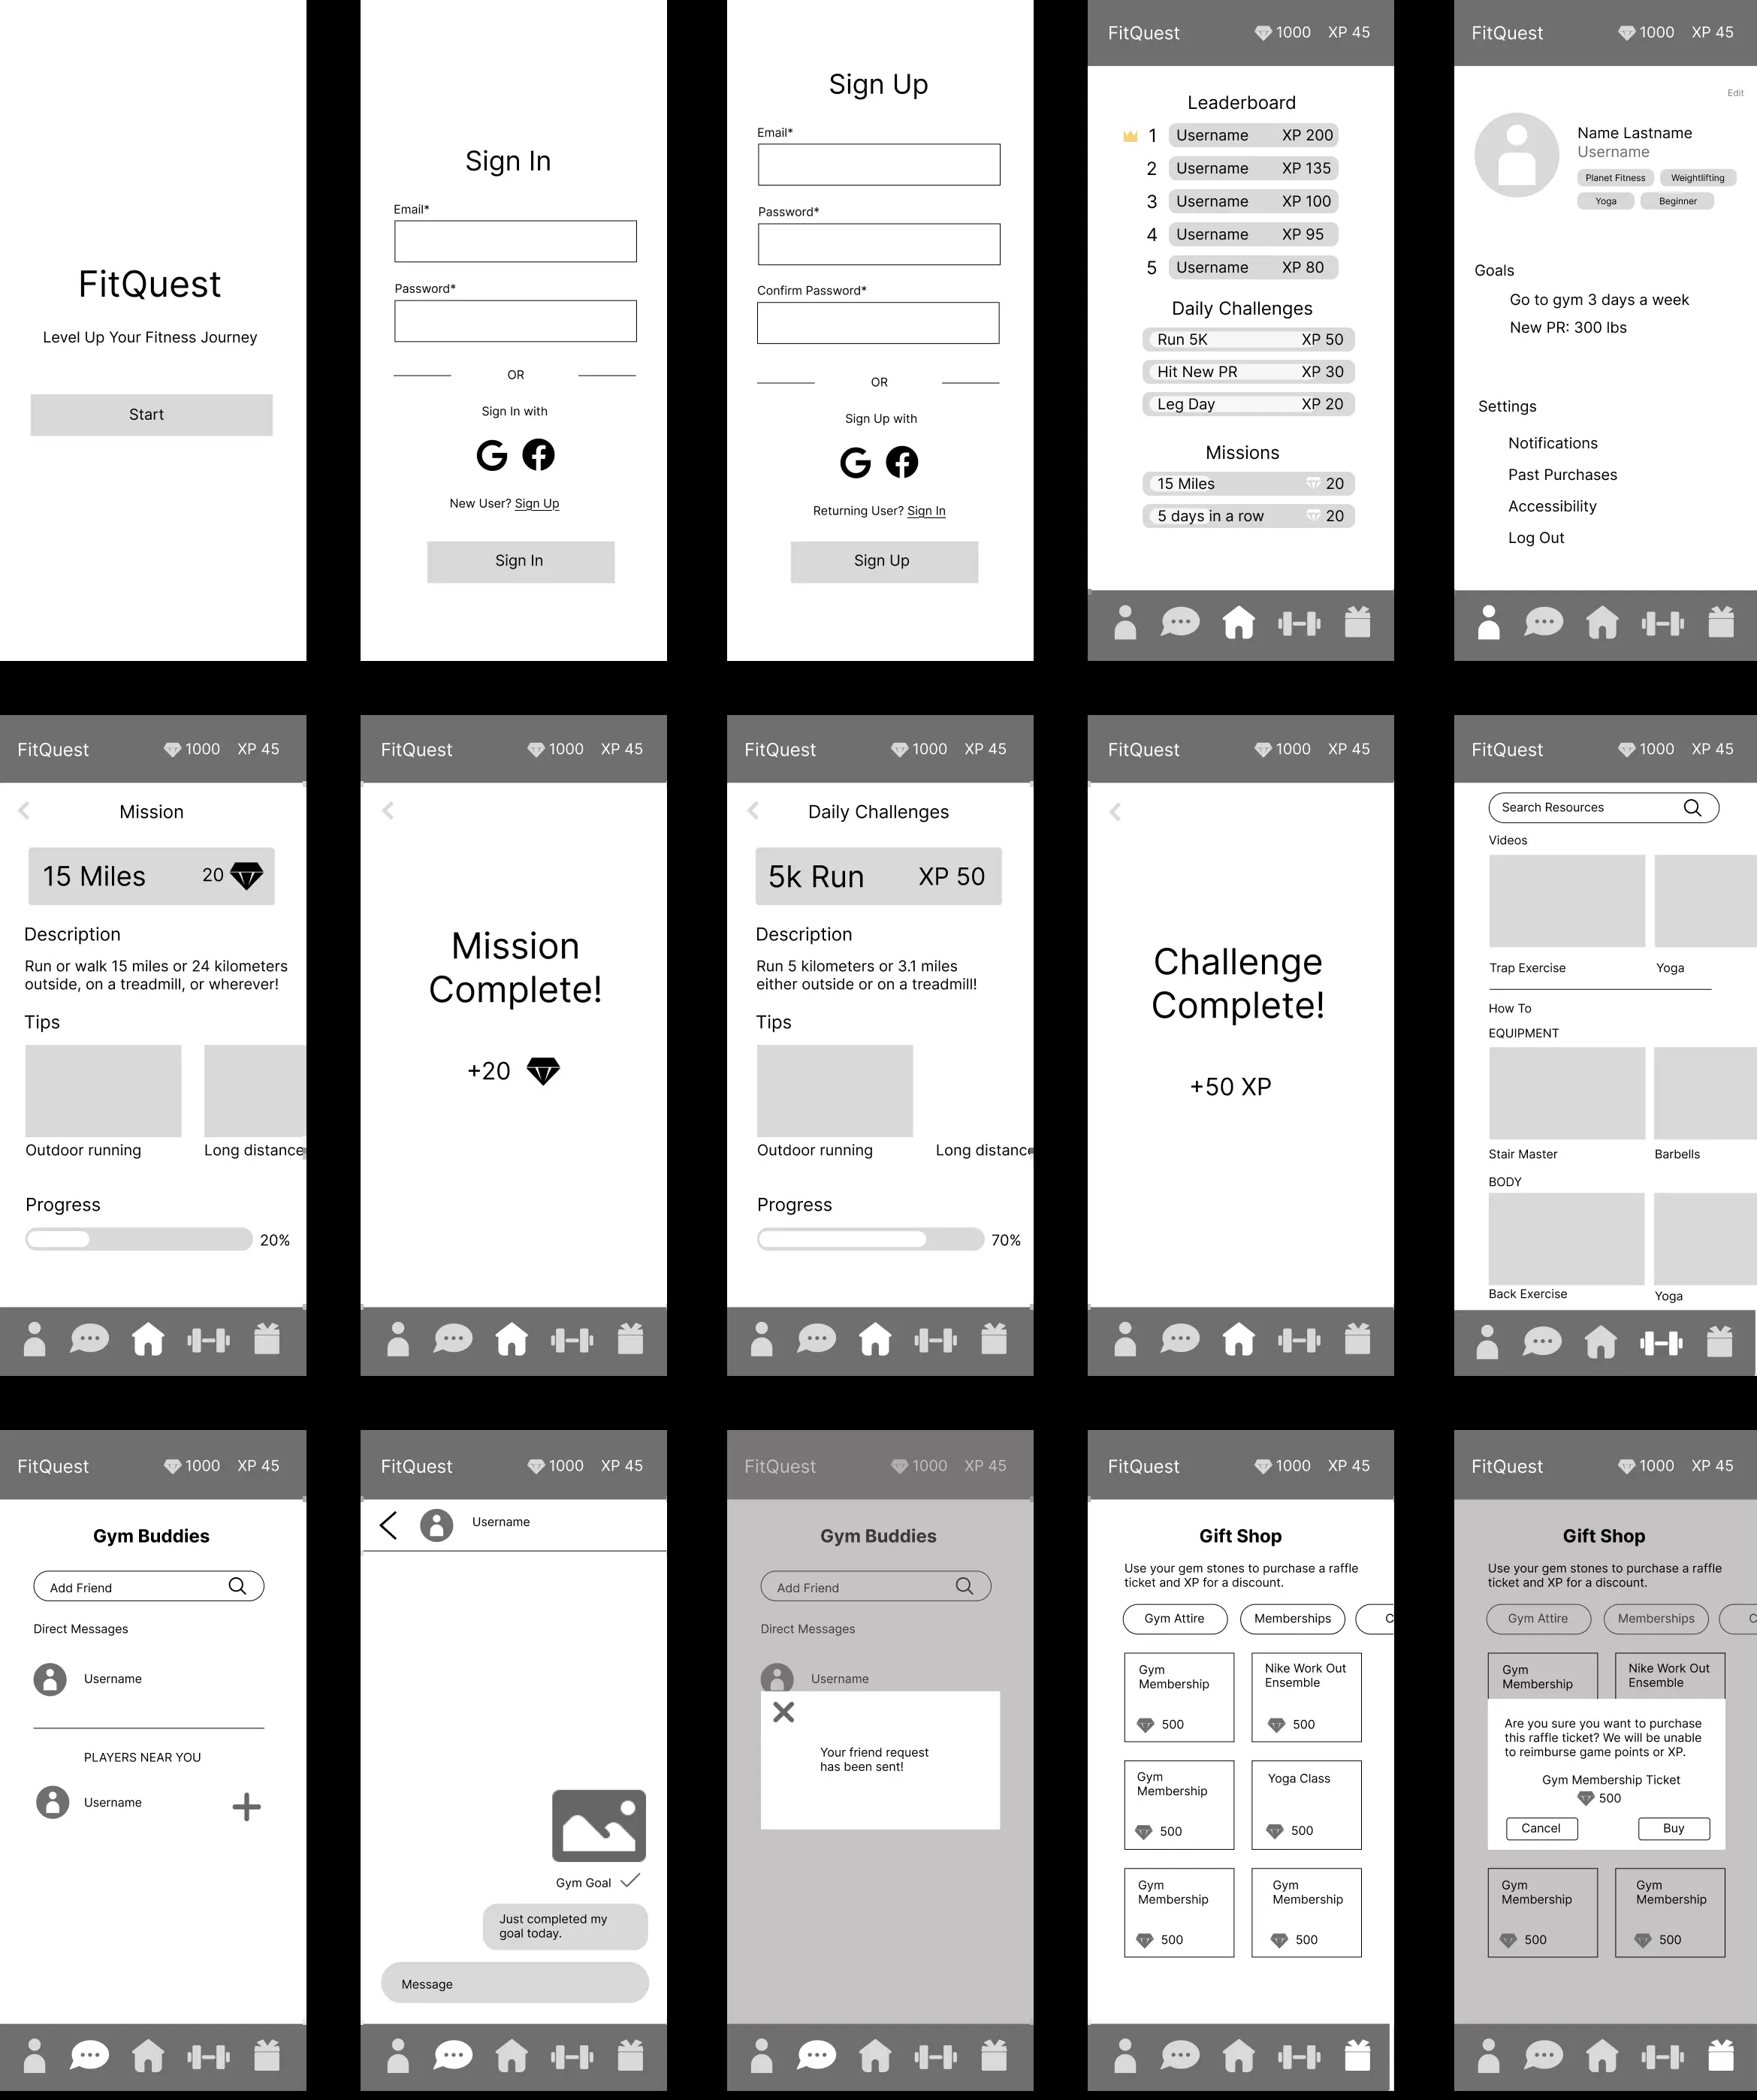 FitQuest
Level Up Your Fitness Journey
Start
Sign In
Email*
Password*
OR
Sign In with
New User? Sign Up
Sign In
Sign Up
Email*
Password*
Confirm Password*
OR
Sign Up with
Returning User? Sign In
Sign Up
FitQuest 1000 XP 45
Leaderboard
1 Username XP 200
2 Username XP 135
3 Username XP 100
4 Username XP 95
5 Username XP 80
Daily Challenges
Run 5K XP 50
Hit New PR XP 30
Leg Day XP 20
Missions
15 Miles 20
5 days in a row 20
FitQuest 1000 XP 45
Edit
Name Lastname
Username
Planet Fitness Weightlifting
Yoga Beginner
Goals
Go to gym 3 days a week
New PR: 300 lbs
Settings
Notifications
Past Purchases
Accessibility
Log Out
FitQuest 1000 XP 45
Mission
15 Miles 20
Description
Run or walk 15 miles or 24 kilometers
outside, on a treadmill, or wherever!
Tips
Outdoor running Long distance
Progress
20%
FitQuest 1000 XP 45
Mission
Complete!
+20
FitQuest 1000 XP 45
Daily Challenges
5k Run XP 50
Description
Run 5 kilometers or 3.1 miles
either outside or on a treadmill!
Tips
Outdoor running Long distance
Progress
70%
FitQuest 1000 XP 45
Challenge
Complete!
+50 XP
FitQuest 1000 XP 45
Search Resources
Videos
Trap Exercise Yoga
How To
EQUIPMENT
Stair Master Barbells
BODY
Back Exercise Yoga
FitQuest 1000 XP 45
Gym Buddies
Add Friend
Direct Messages
Username
PLAYERS NEAR YOU
Username
FitQuest 1000 XP 45
Username
Gym Goal
Just completed my
goal today.
Message
FitQuest 1000 XP 45
Gym Buddies
Add Friend
Direct Messages
Username
Your friend request
has been sent!
FitQuest 1000 XP 45
Gift Shop
Use your gem stones to purchase a raffle
ticket and XP for a discount.
Gym Attire Memberships C
Gym
Membership
500
Nike Work Out
Ensemble
500
Gym
Membership
500
Yoga Class
500
Gym
Membership
500
Gym
Membership
500
FitQuest 1000 XP 45
Gift Shop
Use your gem stones to purchase a raffle
ticket and XP for a discount.
Gym Attire Memberships C
Gym
Membership
Nike Work Out
Ensemble
Are you sure you want to purchase
this raffle ticket? We will be unable
to reimburse game points or XP.
Gym Membership Ticket
500
Cancel Buy
Gym
Membership
500
Gym
Membership
500